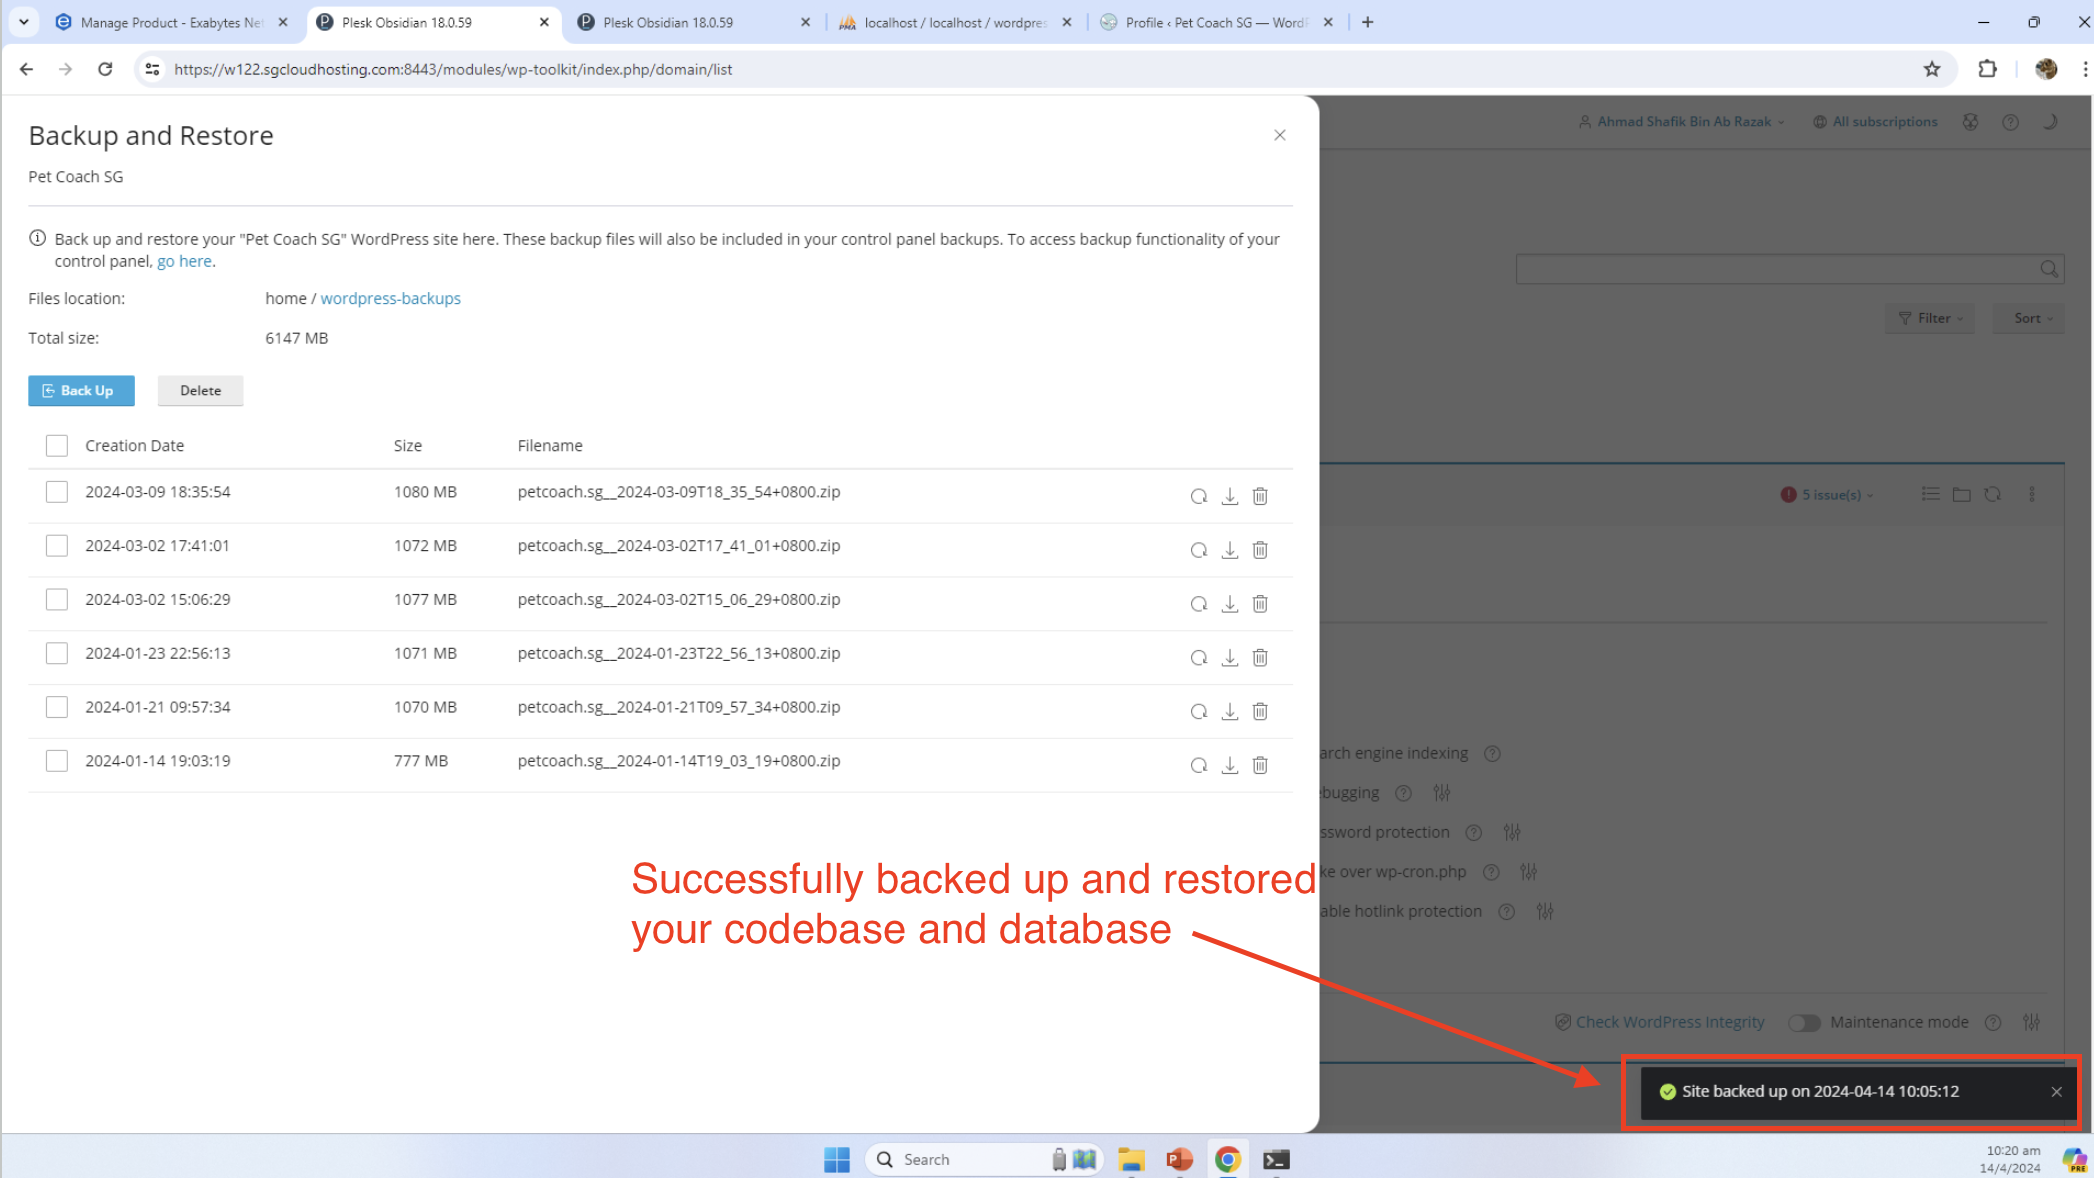 Manage Product - Exabytes Ne
Plesk Obsidian 18.0.59
Plesk Obsidian 18.0.59
localhost / localhost / wordpre
Profile ‹ Pet Coach SG — Word
https://w122.sgcloudhosting.com:8443/modules/wp-toolkit/index.php/domain/list
Backup and Restore
Ahmad Shafik Bin Ab Razak
All subscriptions
Pet Coach SG
Back up and restore your "Pet Coach SG" WordPress site here. These backup files will also be included in your control panel backups. To access backup functionality of your
control panel, go here.
Files location: home / wordpress-backups
Total size: 6147 MB
Filter
Sort
Back Up
Delete
Creation Date Size Filename
2024-03-09 18:35:54 1080 MB petcoach.sg__2024-03-09T18_35_54+0800.zip
5 issue(s)
2024-03-02 17:41:01 1072 MB petcoach.sg__2024-03-02T17_41_01+0800.zip
2024-03-02 15:06:29 1077 MB petcoach.sg__2024-03-02T15_06_29+0800.zip
2024-01-23 22:56:13 1071 MB petcoach.sg__2024-01-23T22_56_13+0800.zip
2024-01-21 09:57:34 1070 MB petcoach.sg__2024-01-21T09_57_34+0800.zip
2024-01-14 19:03:19 777 MB petcoach.sg__2024-01-14T19_03_19+0800.zip
arch engine indexing
ebugging
ssword protection
ke over wp-cron.php
able hotlink protection
Successfully backed up and restored
your codebase and database
Check WordPress Integrity
Maintenance mode
Site backed up on 2024-04-14 10:05:12
Search
10:20 am
14/4/2024
PRE